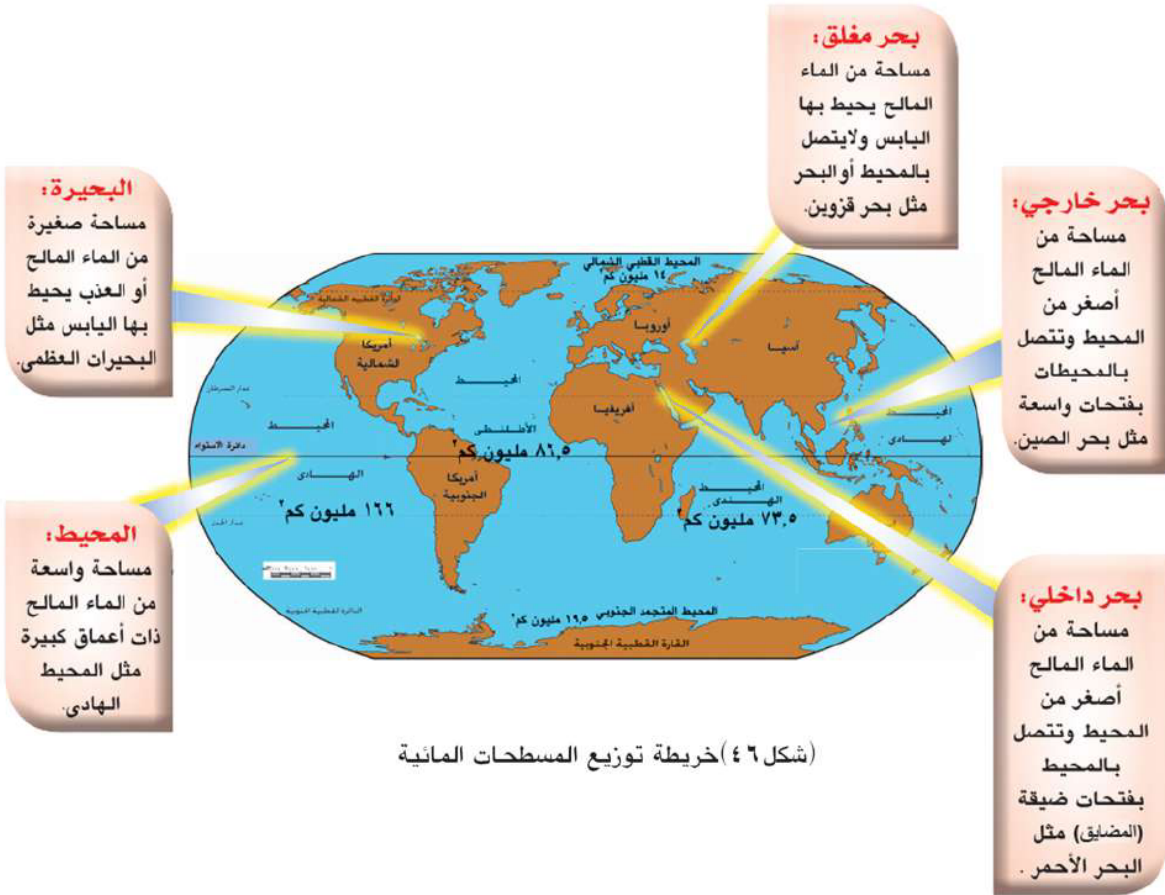 بحر مغلق:
مساحة من الماء
المالح يحيط بها
اليابس ولايتصل
بالمحيط أو البحر
مثل بحر قزوين.
بحر خارجي:
مساحة من
الماء المالح
أصغر من
المحيط وتتصل
بالمحيطات
بفتحات واسعة
مثل بحر الصين.
البحيرة:
مساحة صغيرة
من الماء المالح
أو العذب يحيط
بها اليابس مثل
البحيرات العظمى.
المحيط القطبي الشمالي
١٤ مليون كم٢
أوروبا
آسيا
أمريكا
الشمالية
المحيط
الأطلنطى
٨٦,٥ مليون كم٢
أفريقيا
المحيط
الهادى
١٦٦ مليون كم٢
دائرة الاستواء
أمريكا
الجنوبية
المحيط
الهندى
٧٣,٥ مليون كم٢
المحيط
الهادى
المحيط المتجمد الجنوبي
١٩,٥ مليون كم٢
الدائرة القطبية الجنوبية
القارة القطبية الجنوبية
المحيط:
مساحة واسعة
من الماء المالح
ذات أعماق كبيرة
مثل المحيط
الهادى.
بحر داخلي:
مساحة من
الماء المالح
أصغر من
المحيط وتتصل
بالمحيط
بفتحات ضيقة
(المضايق) مثل
البحر الأحمر .
(شكل ٤٦) خريطة توزيع المسطحات المائية